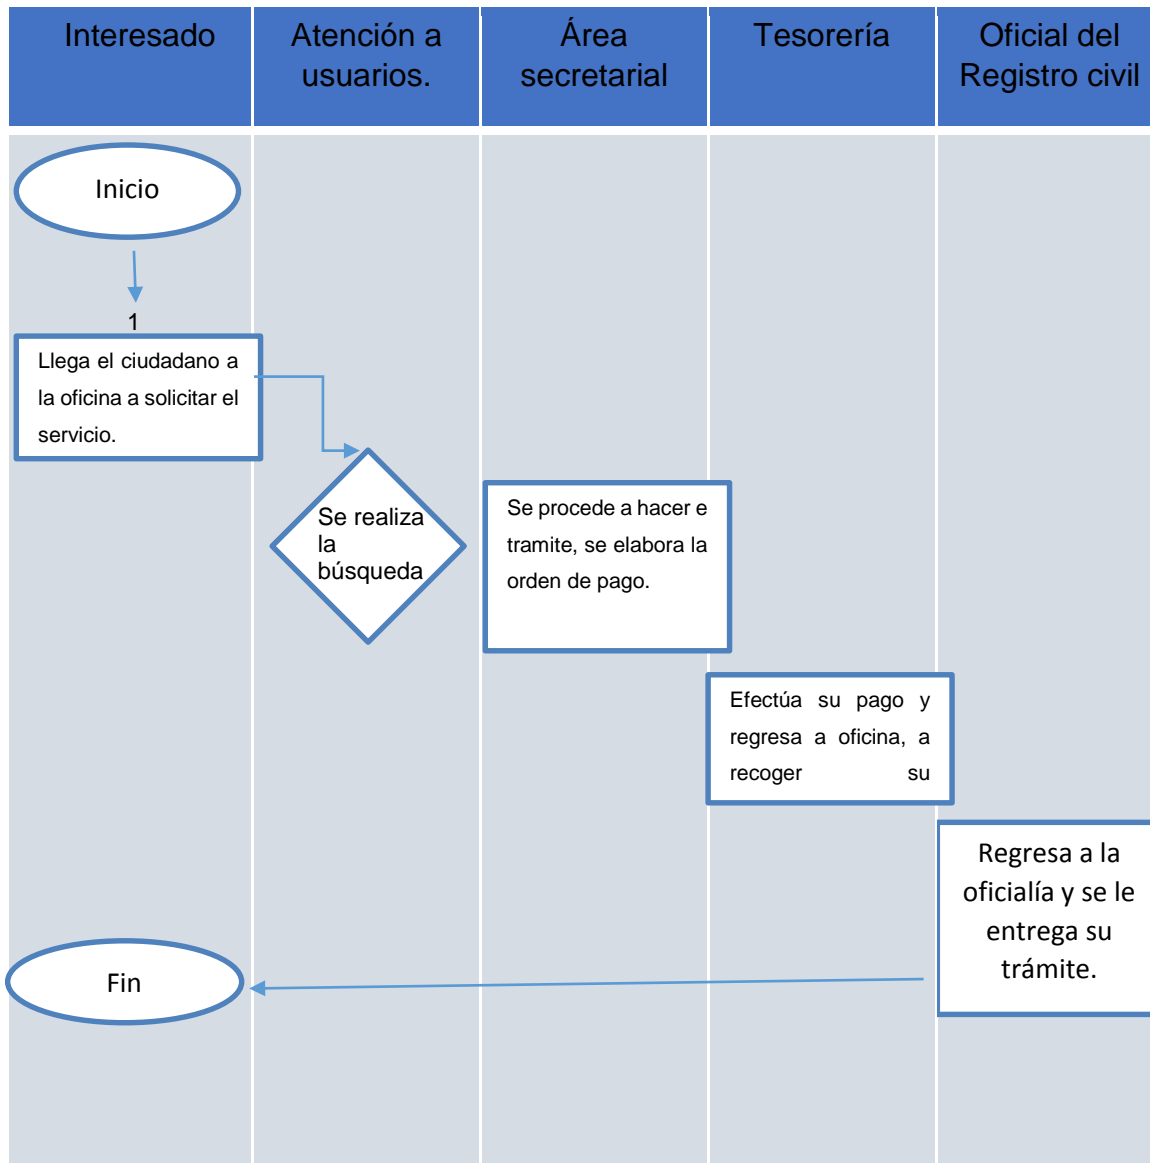 Interesado
Atención a
usuarios.
Área
secretarial
Tesorería
Oficial del
Registro civil
Inicio
1
Llega el ciudadano a
la oficina a solicitar el
servicio.
Se realiza
la
búsqueda
Se procede a hacer e
tramite, se elabora la
orden de pago.
Efectúa su pago y
regresa a oficina, a
recoger su
Regresa a la
oficialía y se le
entrega su
trámite.
Fin